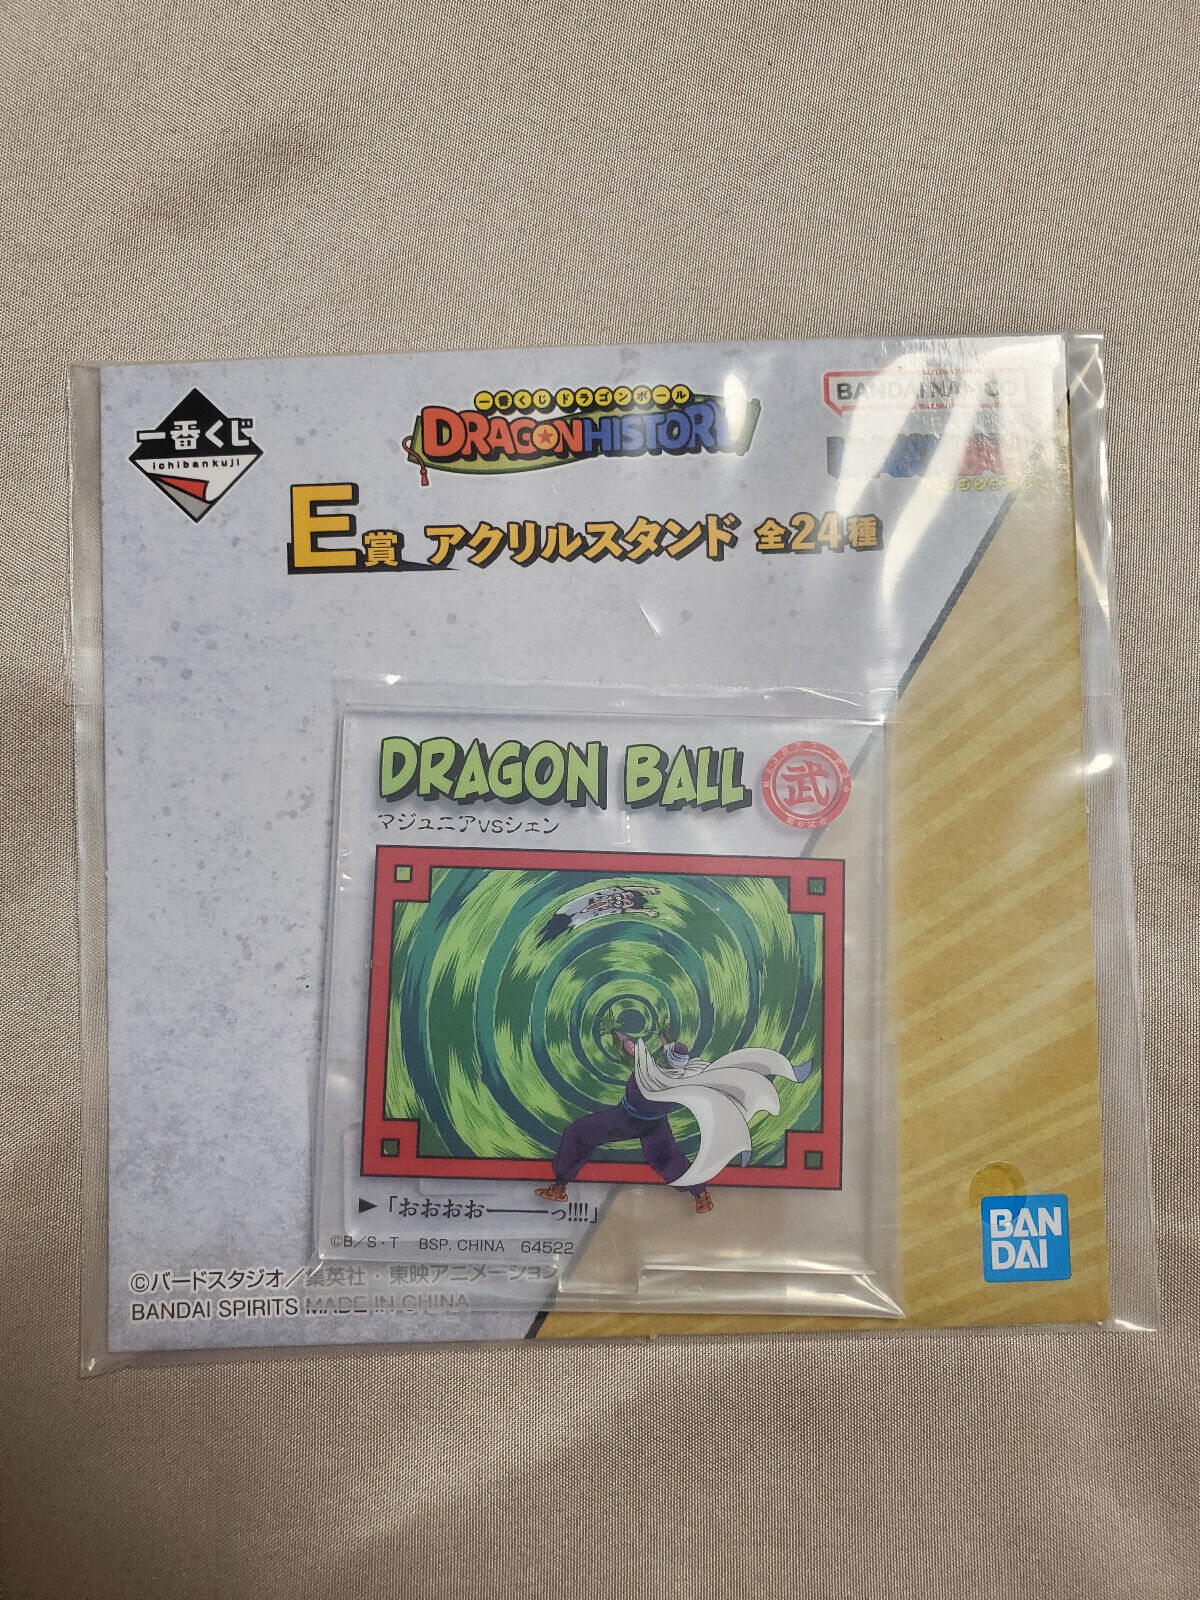 一番くじ
ichibankuji
一番くじ ドラゴンボール
DRAGONHISTORY
BANDAI NAMCO
E賞 アクリルスタンド 全24種
DRAGON BALL
武
マジュニアVSシェン
▶「おおおお━━━っ!!!!」
©B/S・T BSP. CHINA 64522
©バードスタジオ/集英社・東映アニメーション
BANDAI SPIRITS MADE IN CHINA
BAN
DAI